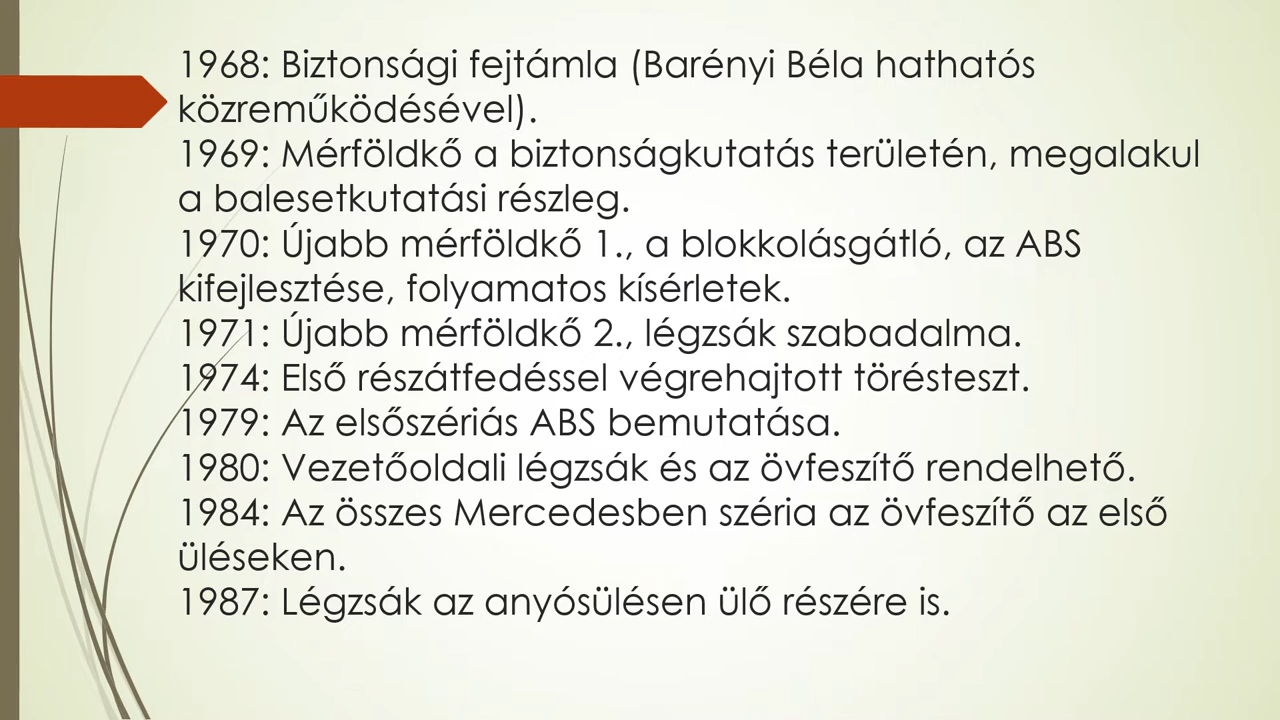 1968: Biztonsági fejtámla (Barényi Béla hathatós
közreműködésével).
1969: Mérföldkő a biztonságkutatás területén, megalakul
a balesetkutatási részleg.
1970: Újabb mérföldkő 1., a blokkolásgátló, az ABS
kifejlesztése, folyamatos kísérletek.
1971: Újabb mérföldkő 2., légzsák szabadalma.
1974: Első részátfedéssel végrehajtott törésteszt.
1979: Az elsőszériás ABS bemutatása.
1980: Vezetőoldali légzsák és az övfeszítő rendelhető.
1984: Az összes Mercedesben széria az övfeszítő az első
üléseken.
1987: Légzsák az anyósülésen ülő részére is.